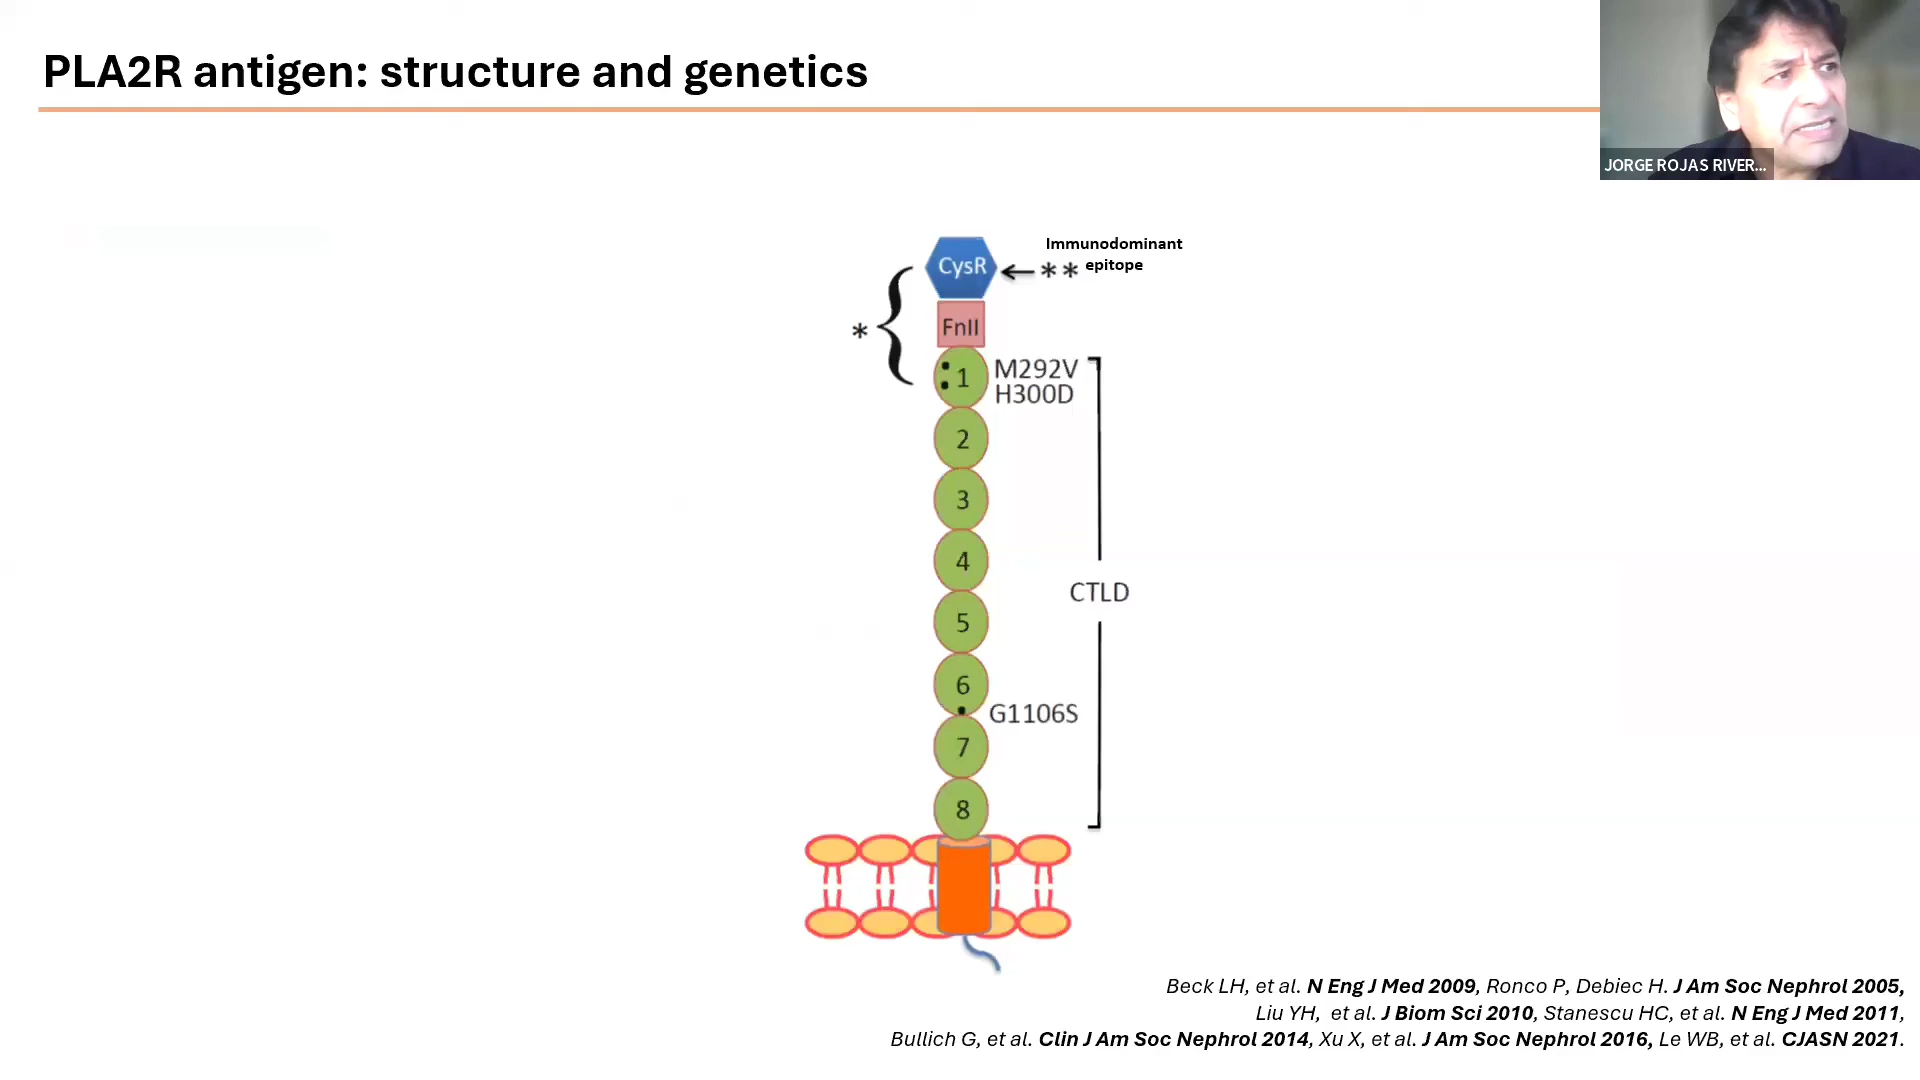 PLA2R antigen: structure and genetics
JORGE ROJAS RIVER...
Immunodominant
CysR
** epitope
*
FnII
1
M292V
H300D
2
3
4
5
CTLD
6
G1106S
7
8
Beck LH, et al. N Eng J Med 2009, Ronco P, Debiec H. J Am Soc Nephrol 2005,
Liu YH, et al. J Biom Sci 2010, Stanescu HC, et al. N Eng J Med 2011,
Bullich G, et al. Clin J Am Soc Nephrol 2014, Xu X, et al. J Am Soc Nephrol 2016, Le WB, et al. CJASN 2021.